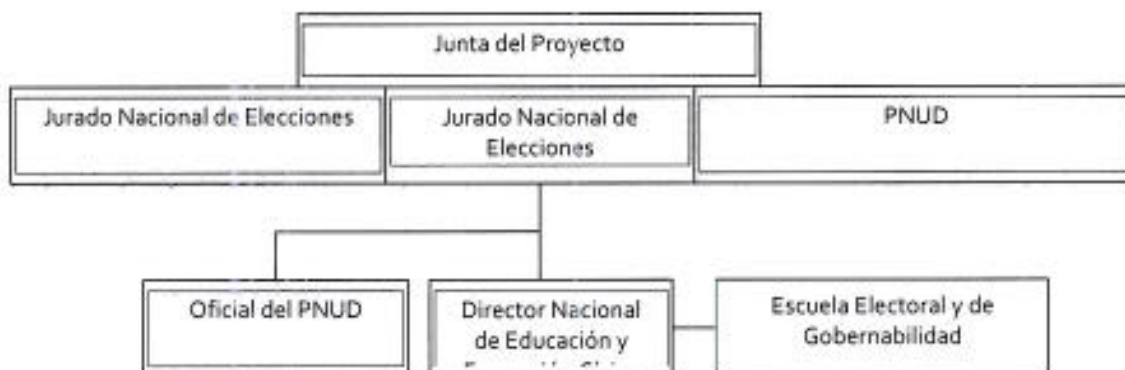 Junta del Proyecto
Jurado Nacional de Elecciones
Jurado Nacional de
Elecciones
PNUD
Oficial del PNUD
Director Nacional
de Educación y
Escuela Electoral y de
Gobernabilidad